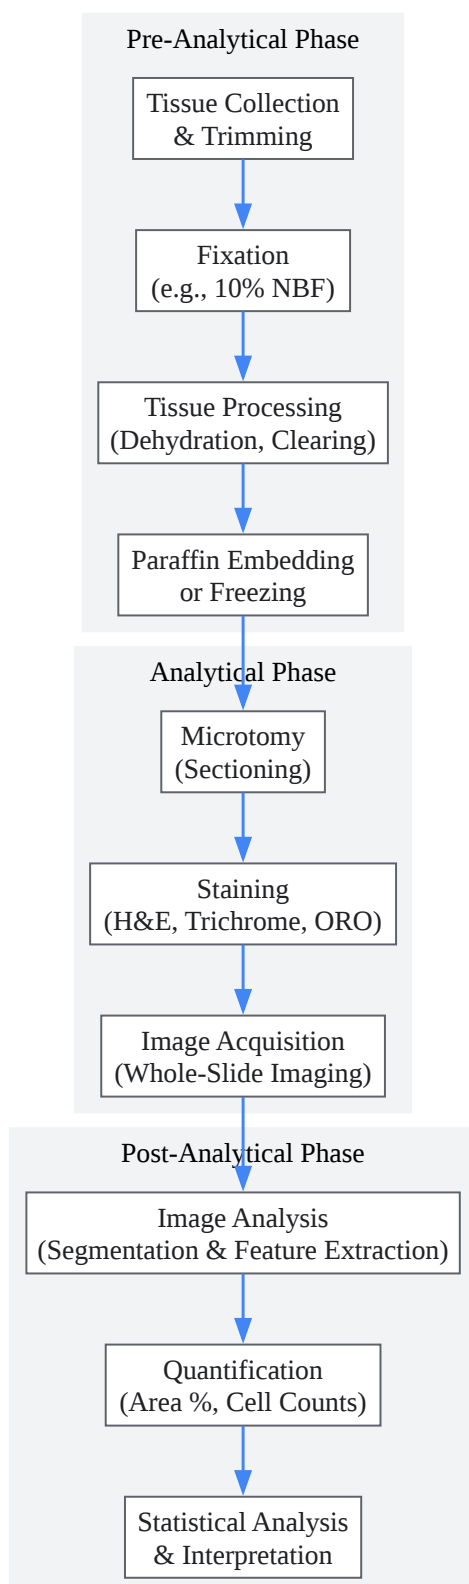 Pre-Analytical Phase
Tissue Collection
& Trimming
Fixation
(e.g., 10% NBF)
Tissue Processing
(Dehydration, Clearing)
Paraffin Embedding
or Freezing
Analytical Phase
Microtomy
(Sectioning)
Staining
(H&E, Trichrome, ORO)
Image Acquisition
(Whole-Slide Imaging)
Post-Analytical Phase
Image Analysis
(Segmentation & Feature Extraction)
Quantification
(Area %, Cell Counts)
Statistical Analysis
& Interpretation